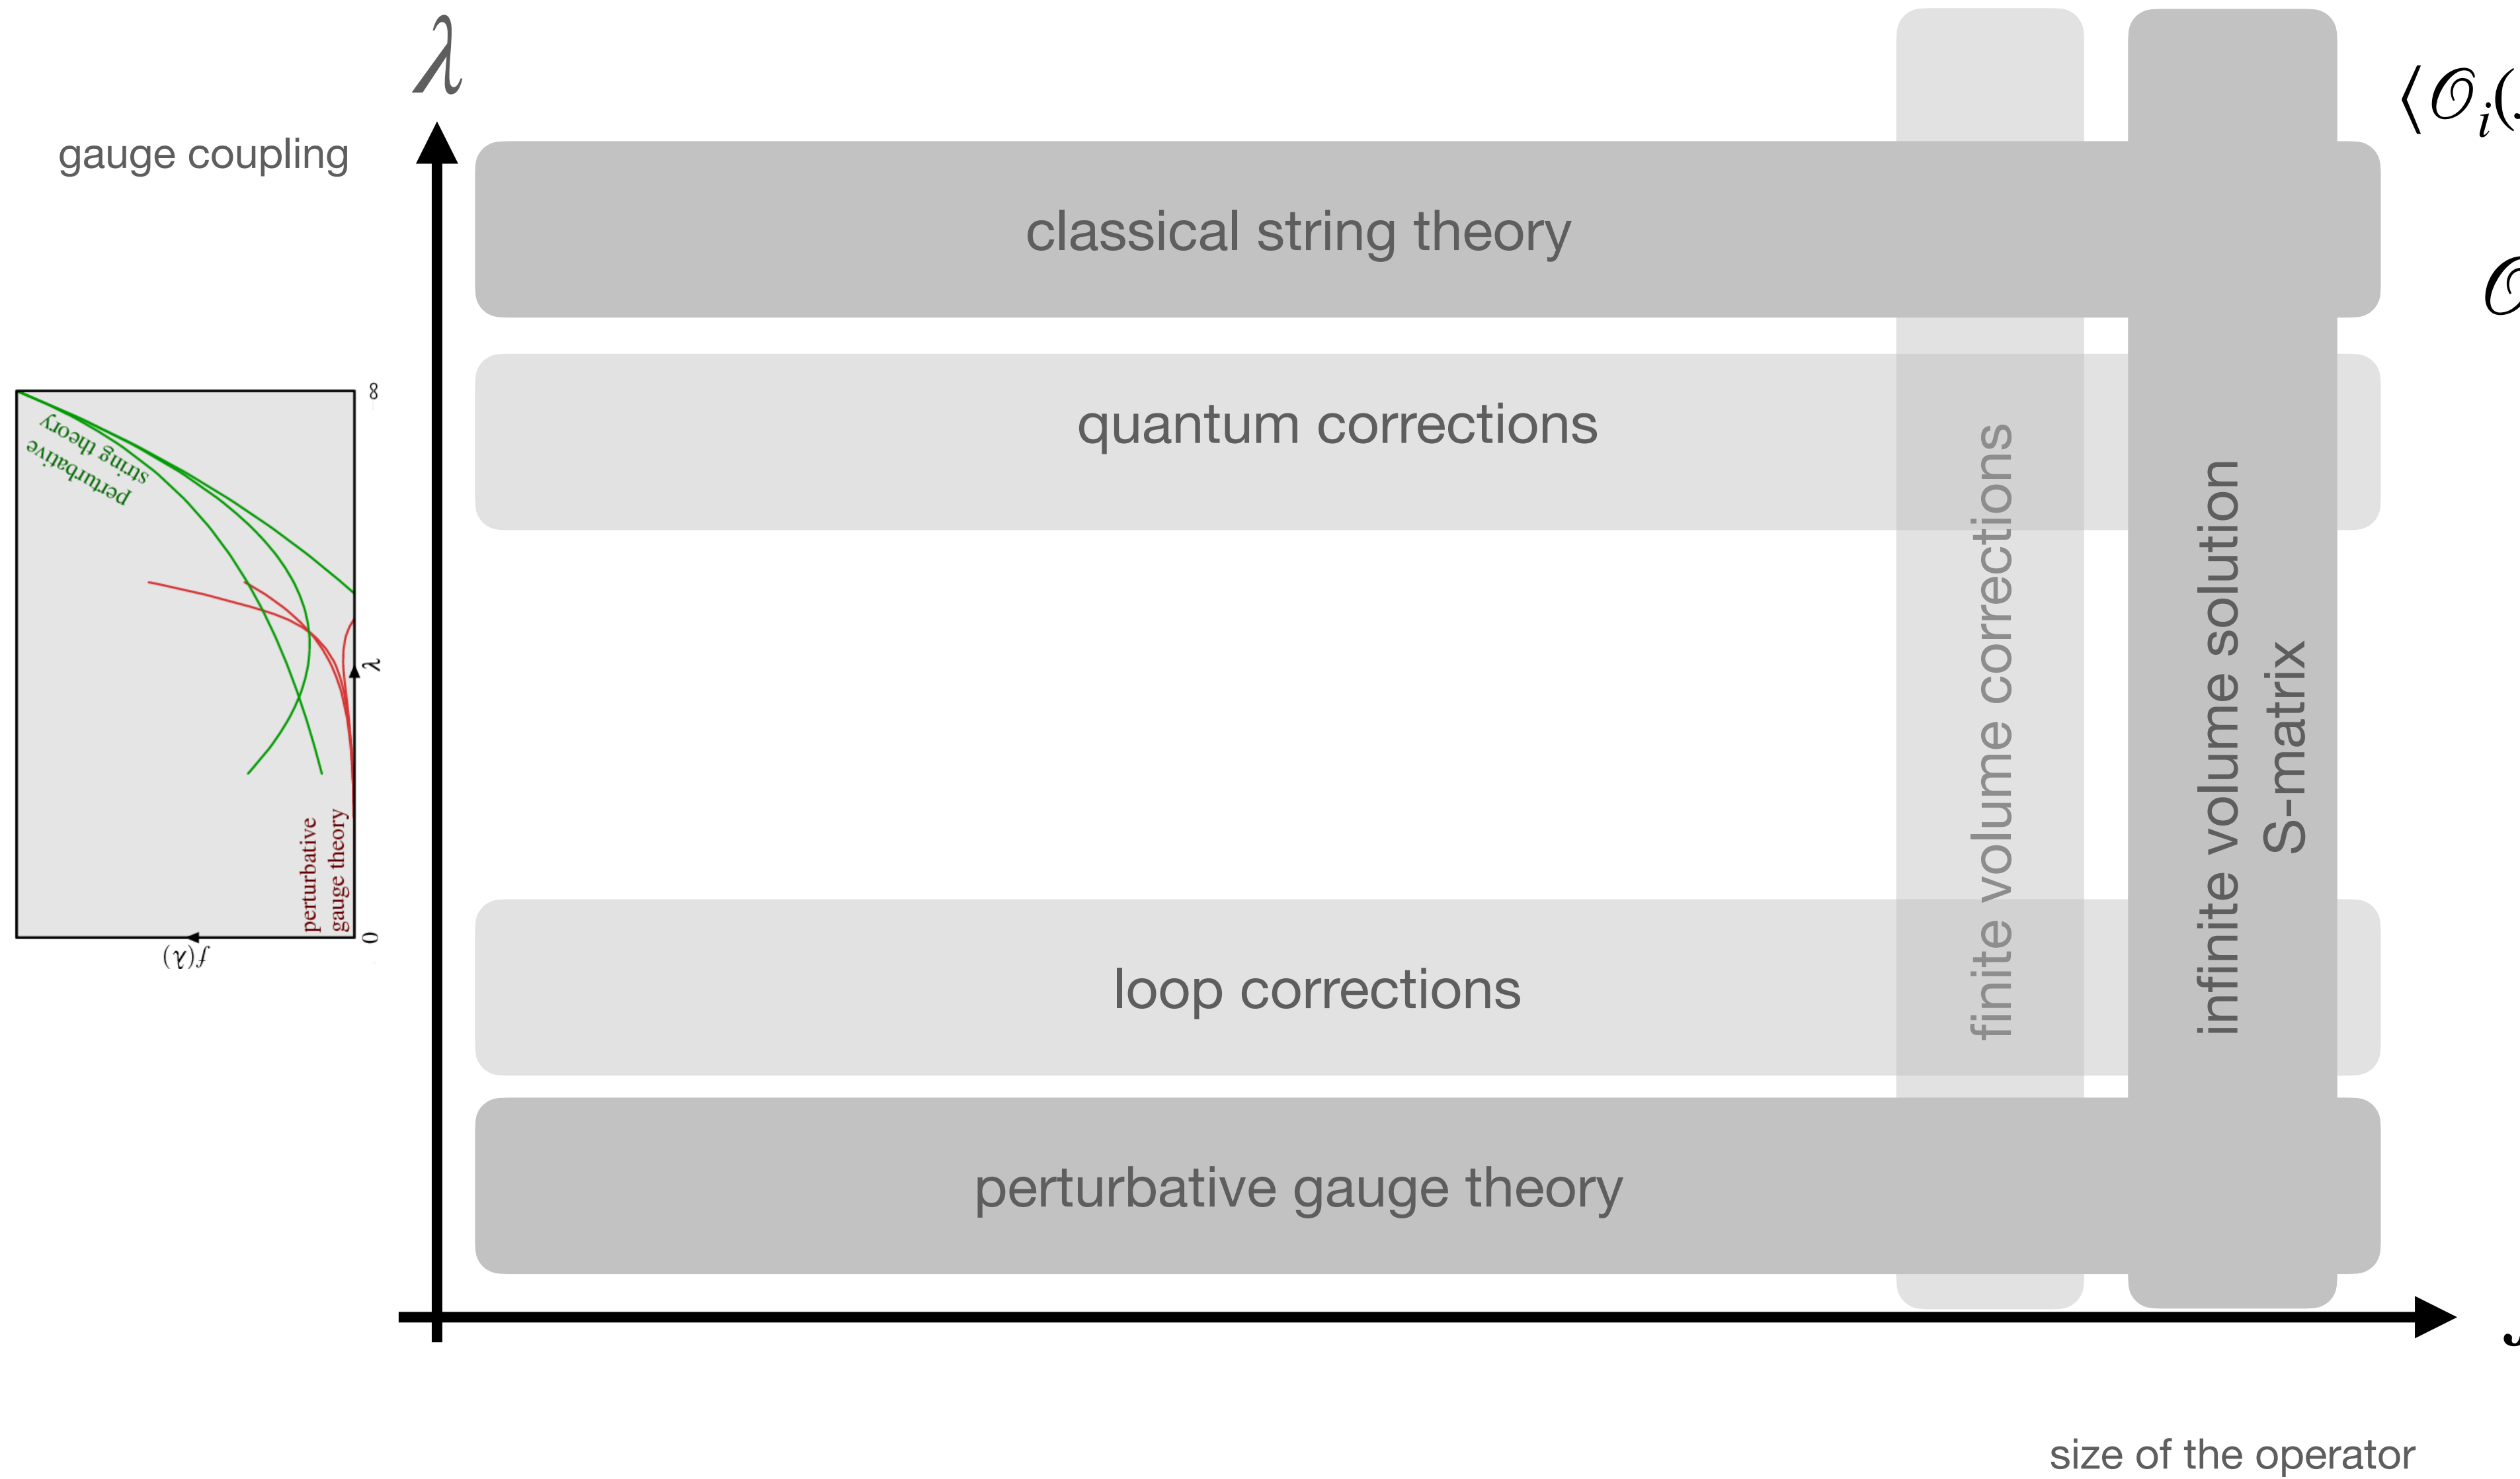 λ
⟨𝒪ᵢ(
gauge coupling
classical string theory
𝒪
quantum corrections
∞
perturbative
string theory
finite volume corrections
infinite volume solution
S-matrix
λ
perturbative
gauge theory
0
f(λ)
loop corrections
perturbative gauge theory
size of the operator